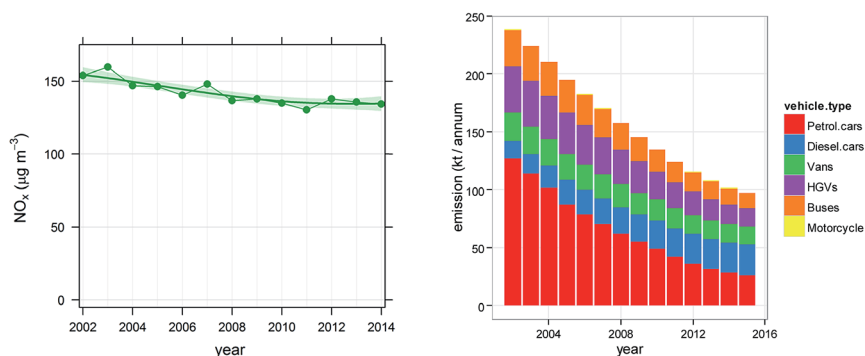 NOx (µg m−3)
150
100
50
0
2002 2004 2006 2008 2010 2012 2014
year
emission (kt / annum
250
200
150
100
50
0
2004 2008 2012 2016
year
vehicle.type
Petrol.cars
Diesel.cars
Vans
HGVs
Buses
Motorcycle